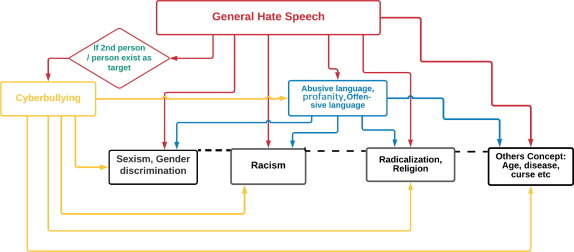 General Hate Speech
If 2nd person
/ person exist as
target
Cyberbullying
Abusive language,
profanity,Offen-
sive language
Sexism, Gender
discrimination
Racism
Radicalization,
Religion
Others Concept:
Age, disease,
curse etc